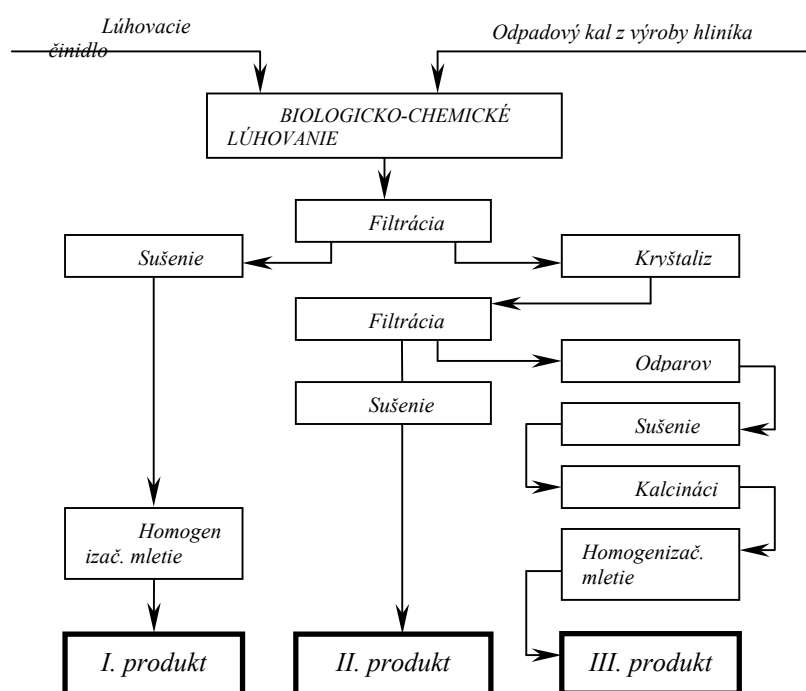 Lúhovacie
činidlo
Odpadový kal z výroby hliníka
BIOLOGICKO-CHEMICKÉ
LÚHOVANIE
Filtrácia
Sušenie
Kryštaliz
Filtrácia
Odparov
Sušenie
Sušenie
Kalcináci
Homogen
izač. mletie
Homogenizač.
mletie
I. produkt
II. produkt
III. produkt